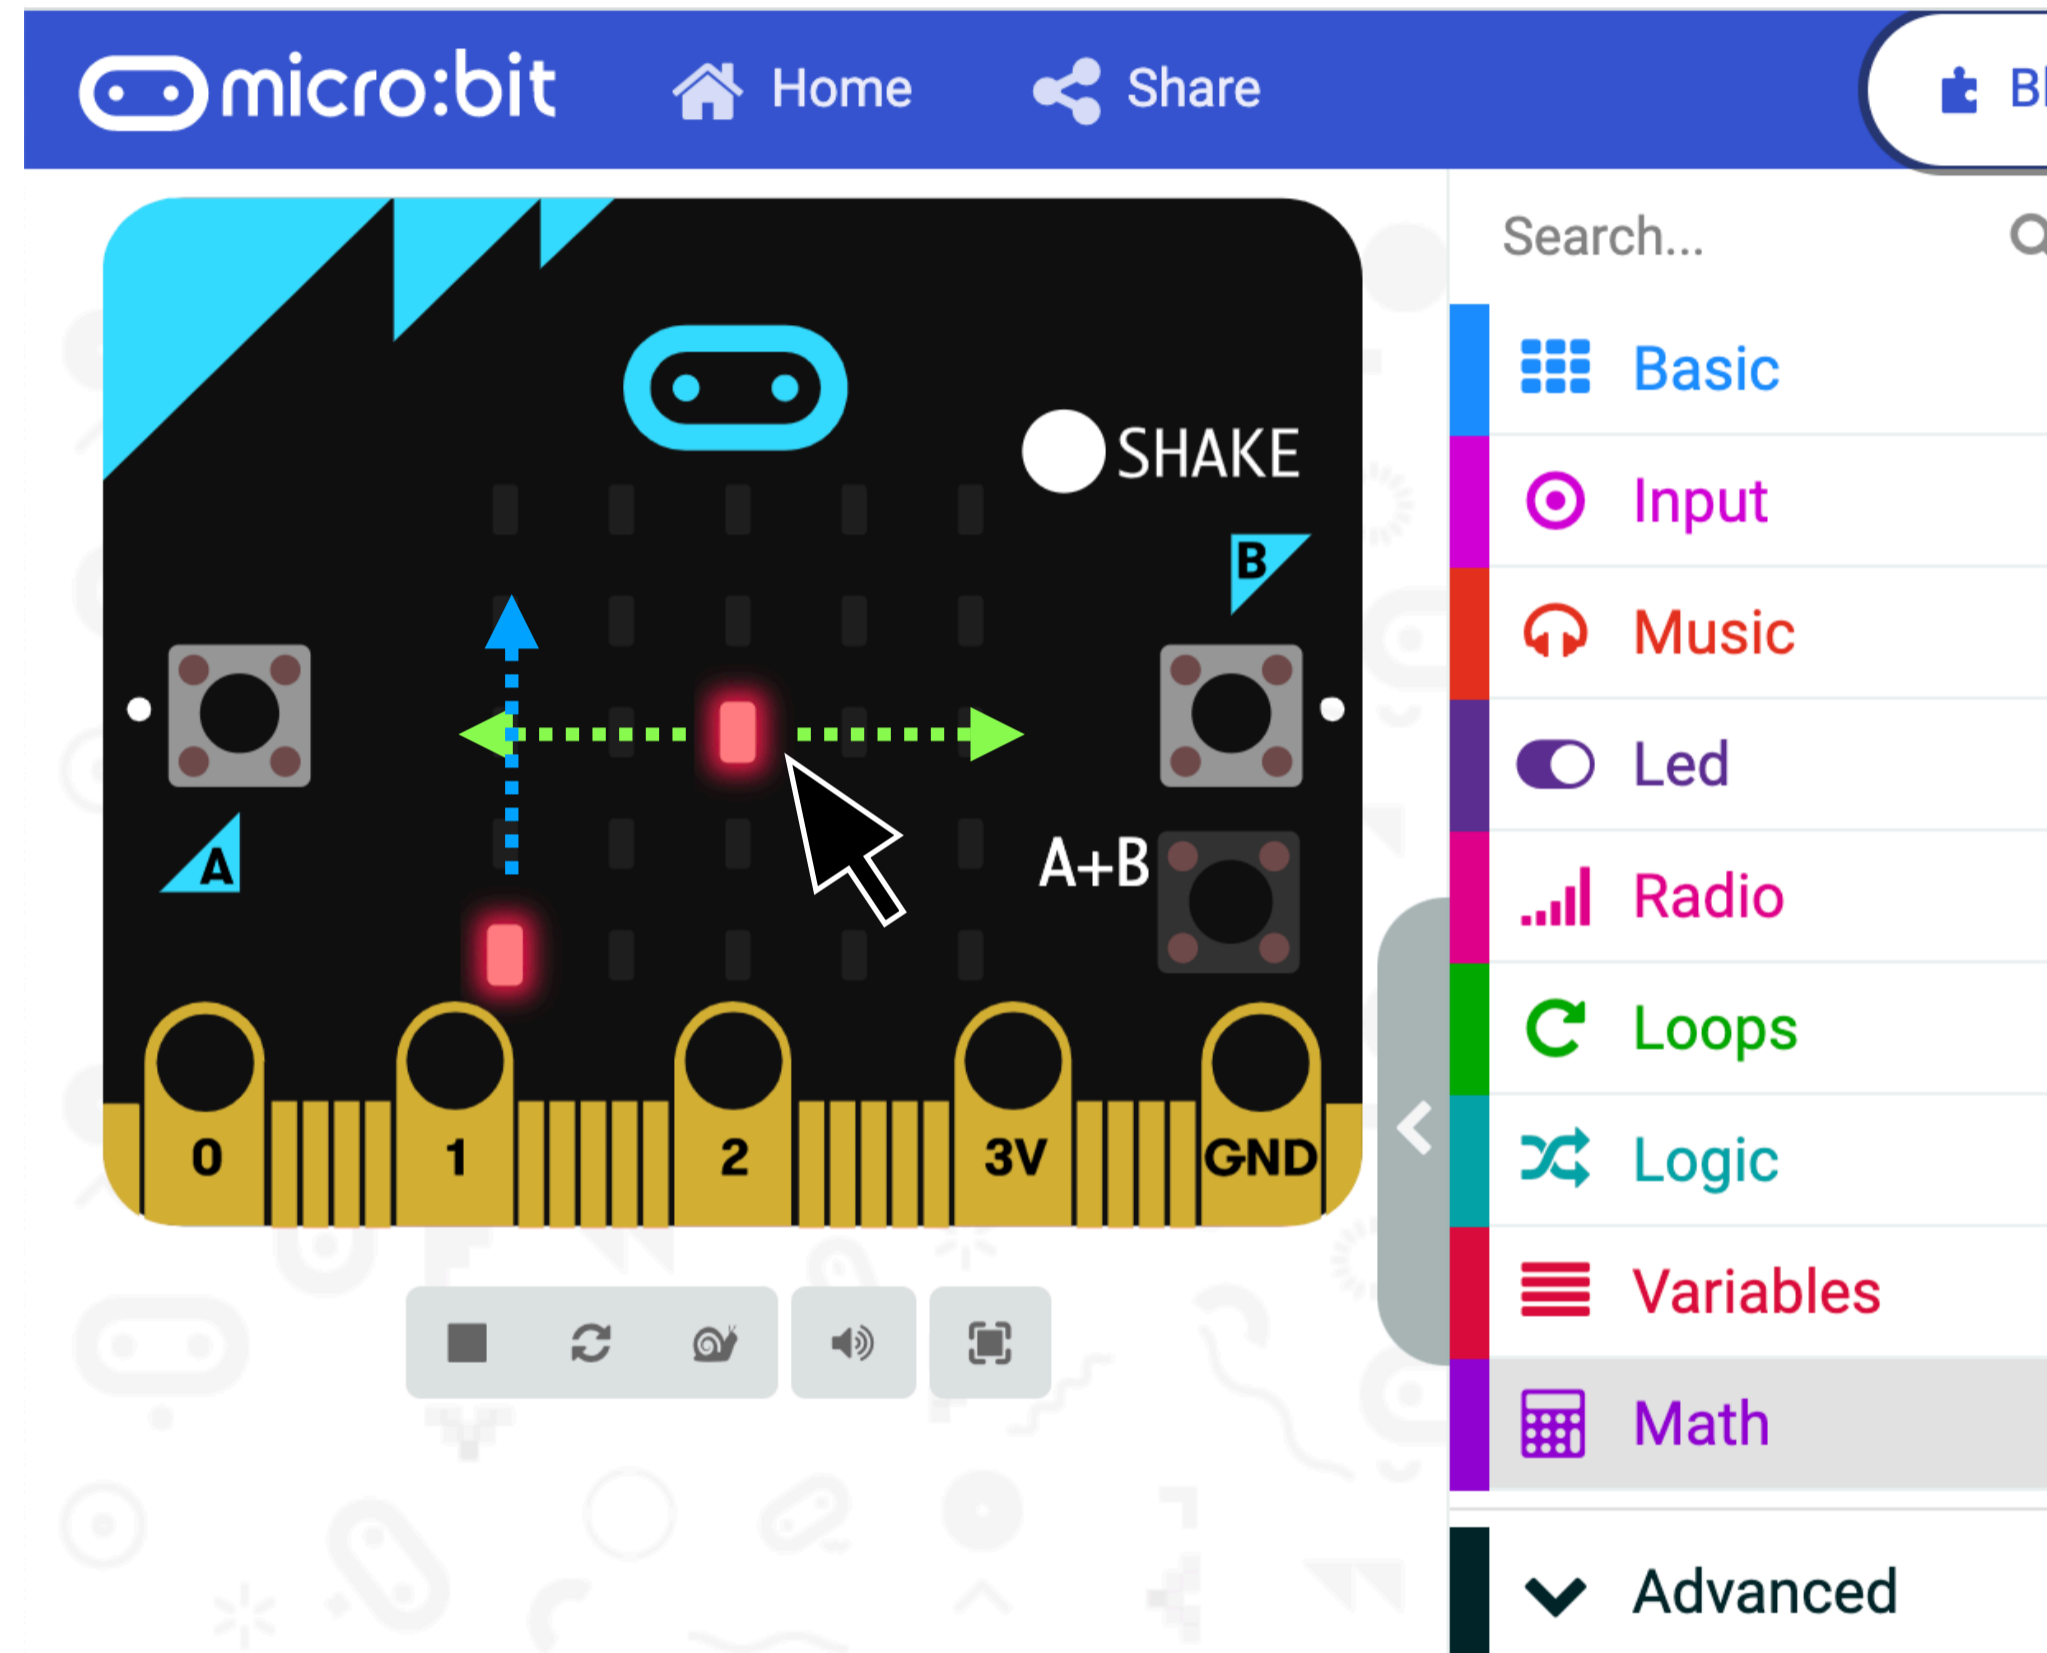 micro:bit Home Share
SHAKE
B
A
A+B
0 1 2 3V GND
Search...
Basic
Input
Music
Led
Radio
Loops
Logic
Variables
Math
Advanced